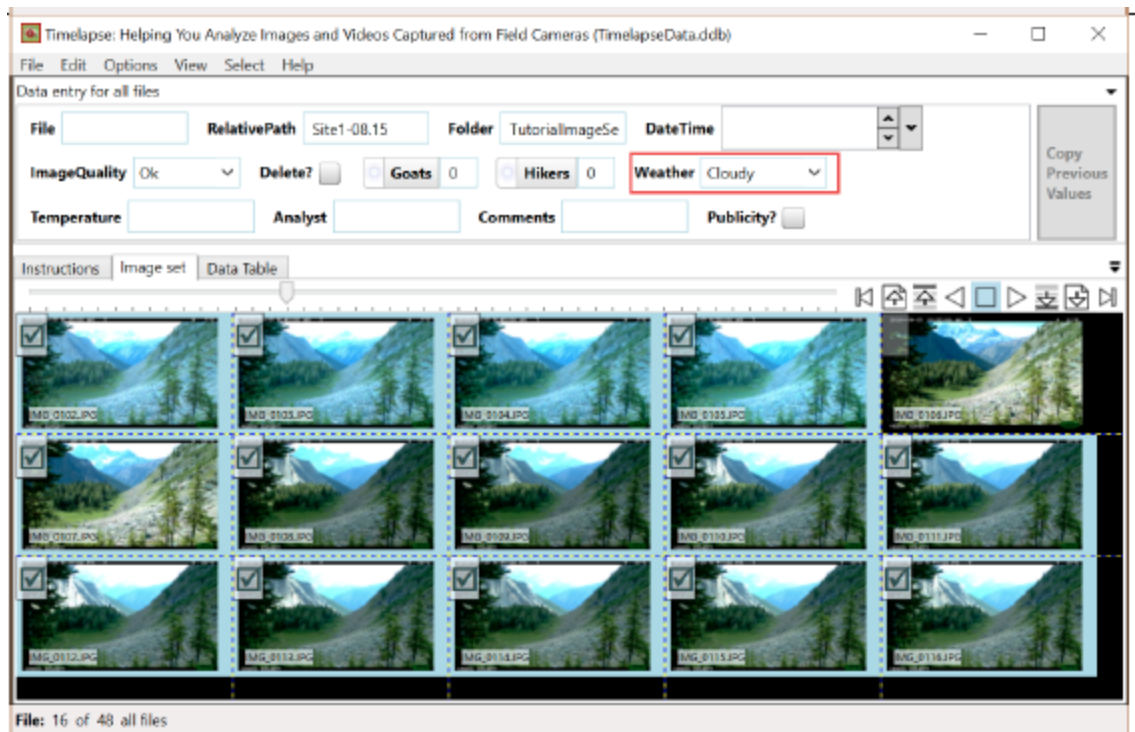 Timelapse: Helping You Analyze Images and Videos Captured from Field Cameras (TimelapseData.ddb)
File Edit Options View Select Help
Data entry for all files
File RelativePath Site1-08.15 Folder TutorialImageSe DateTime
ImageQuality Ok Delete? Goats 0 Hikers 0 Weather Cloudy
Copy
Previous
Values
Temperature Analyst Comments Publicity?
Instructions Image set Data Table
IMG_0102.JPG IMG_0103.JPG IMG_0104.JPG IMG_0105.JPG IMG_0106.JPG
IMG_0107.JPG IMG_0108.JPG IMG_0109.JPG IMG_0110.JPG IMG_0111.JPG
IMG_0112.JPG IMG_0113.JPG IMG_0114.JPG IMG_0115.JPG IMG_0116.JPG
File: 16 of 48 all files